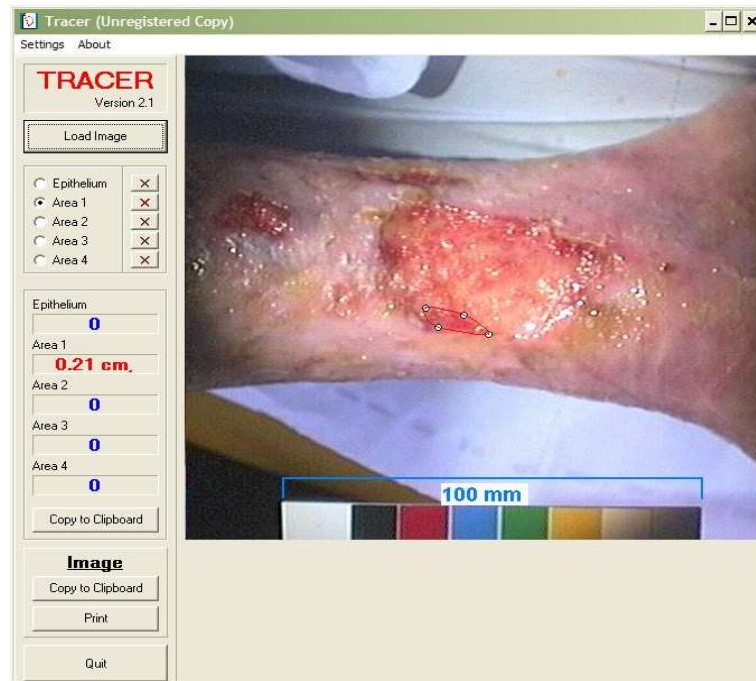 Tracer (Unregistered Copy)
Settings About
TRACER
Version 2.1
Load Image
Epithelium
Area 1
Area 2
Area 3
Area 4
Epithelium
0
Area 1
0.21 cm,
Area 2
0
Area 3
0
Area 4
0
Copy to Clipboard
Image
Copy to Clipboard
Print
Quit
100 mm